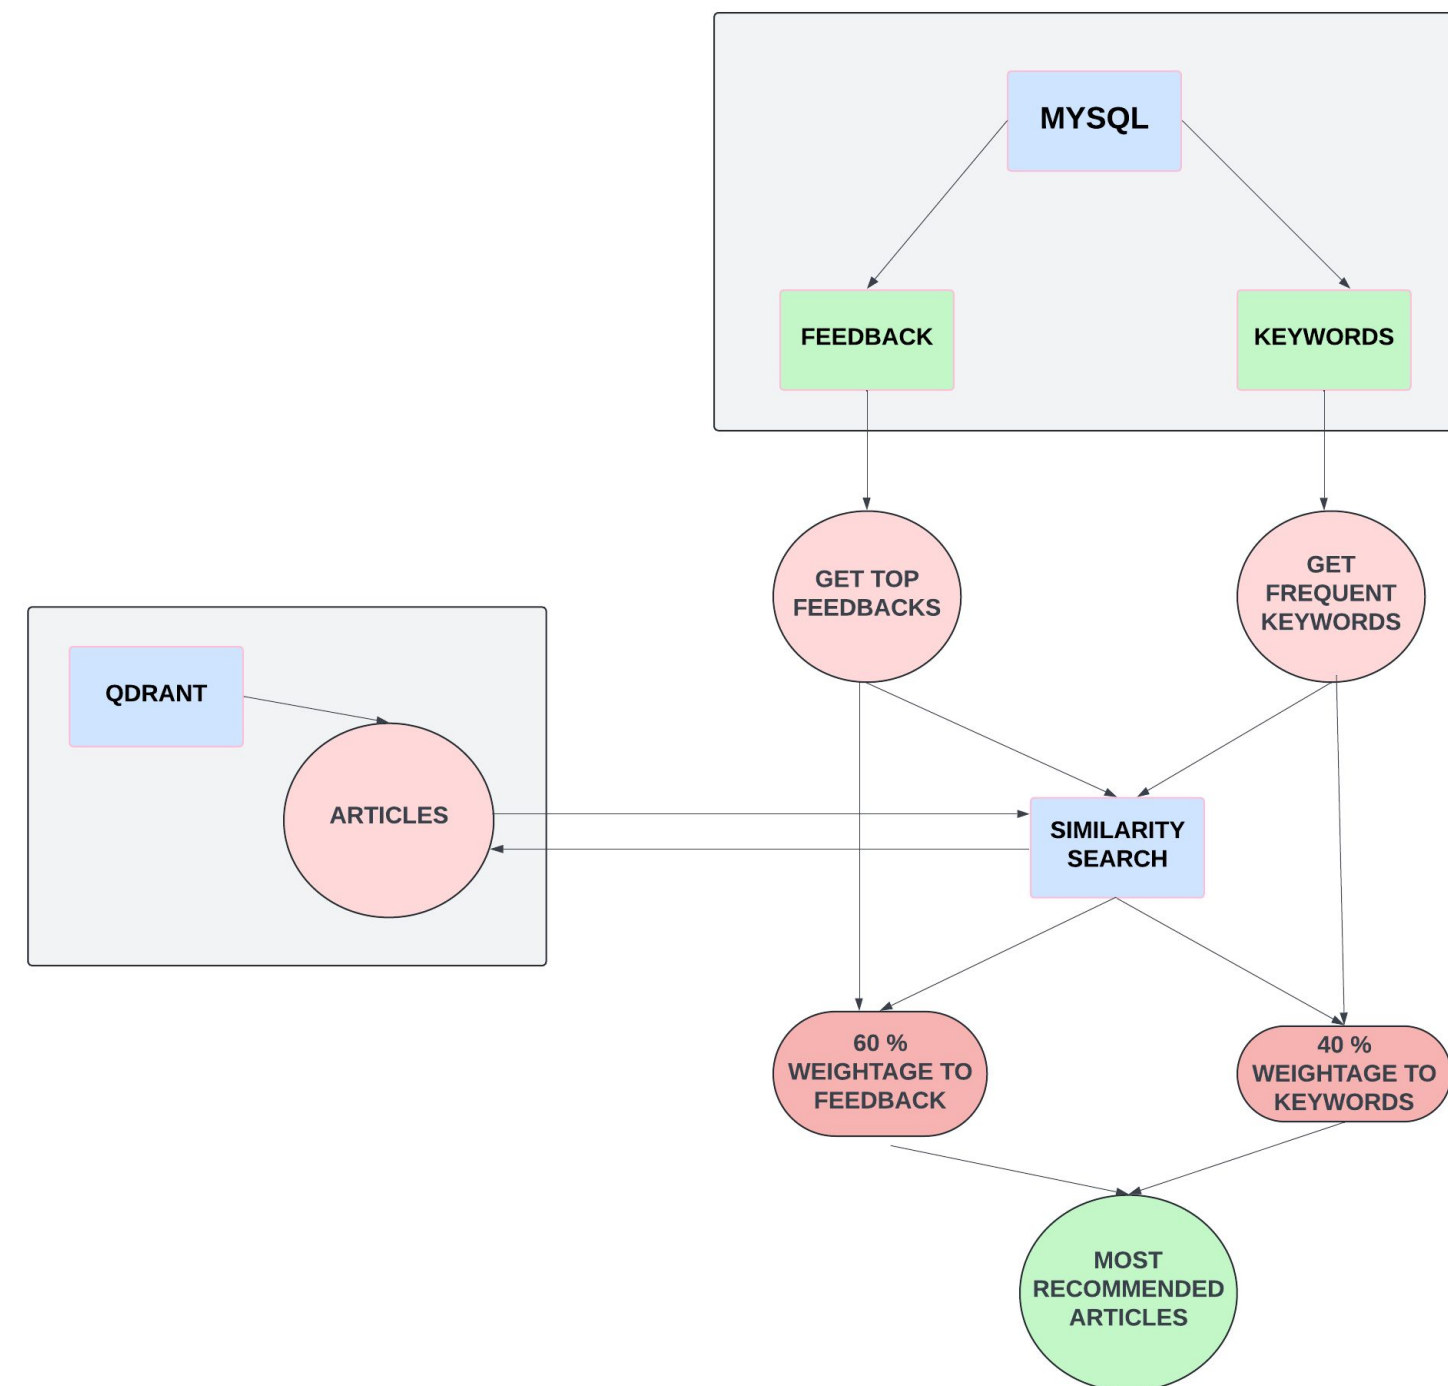 MYSQL
FEEDBACK
KEYWORDS
GET TOP
FEEDBACKS
GET
FREQUENT
KEYWORDS
QDRANT
ARTICLES
SIMILARITY
SEARCH
60 %
WEIGHTAGE TO
FEEDBACK
40 %
WEIGHTAGE TO
KEYWORDS
MOST
RECOMMENDED
ARTICLES